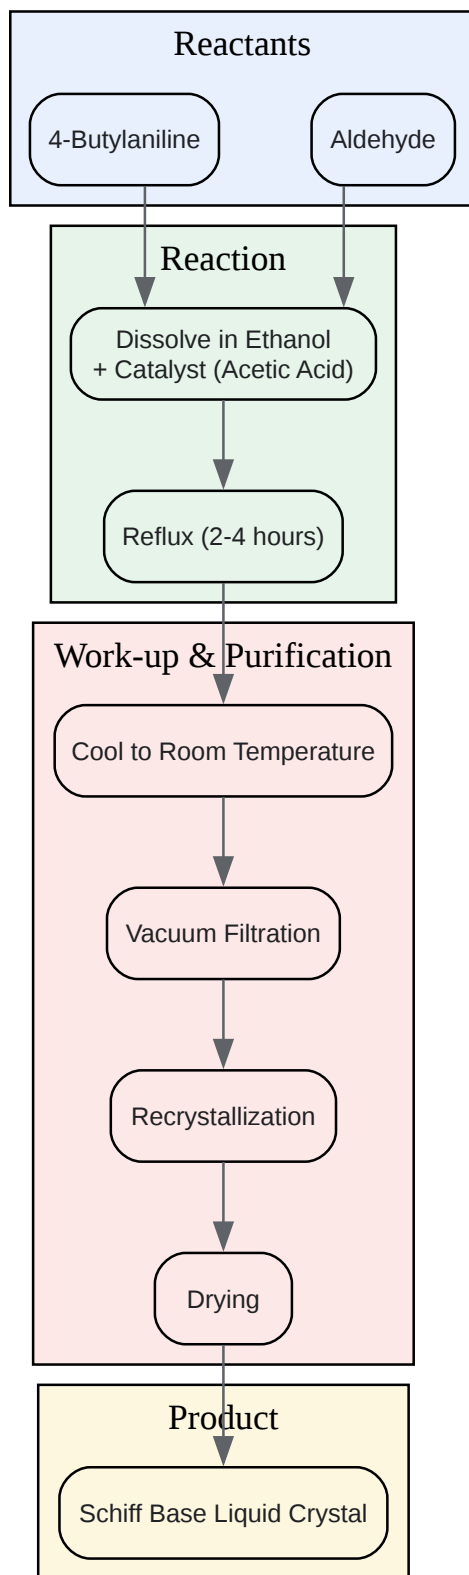 Reactants
4-Butylaniline
Aldehyde
Reaction
Dissolve in Ethanol
+ Catalyst (Acetic Acid)
Reflux (2-4 hours)
Work-up & Purification
Cool to Room Temperature
Vacuum Filtration
Recrystallization
Drying
Product
Schiff Base Liquid Crystal